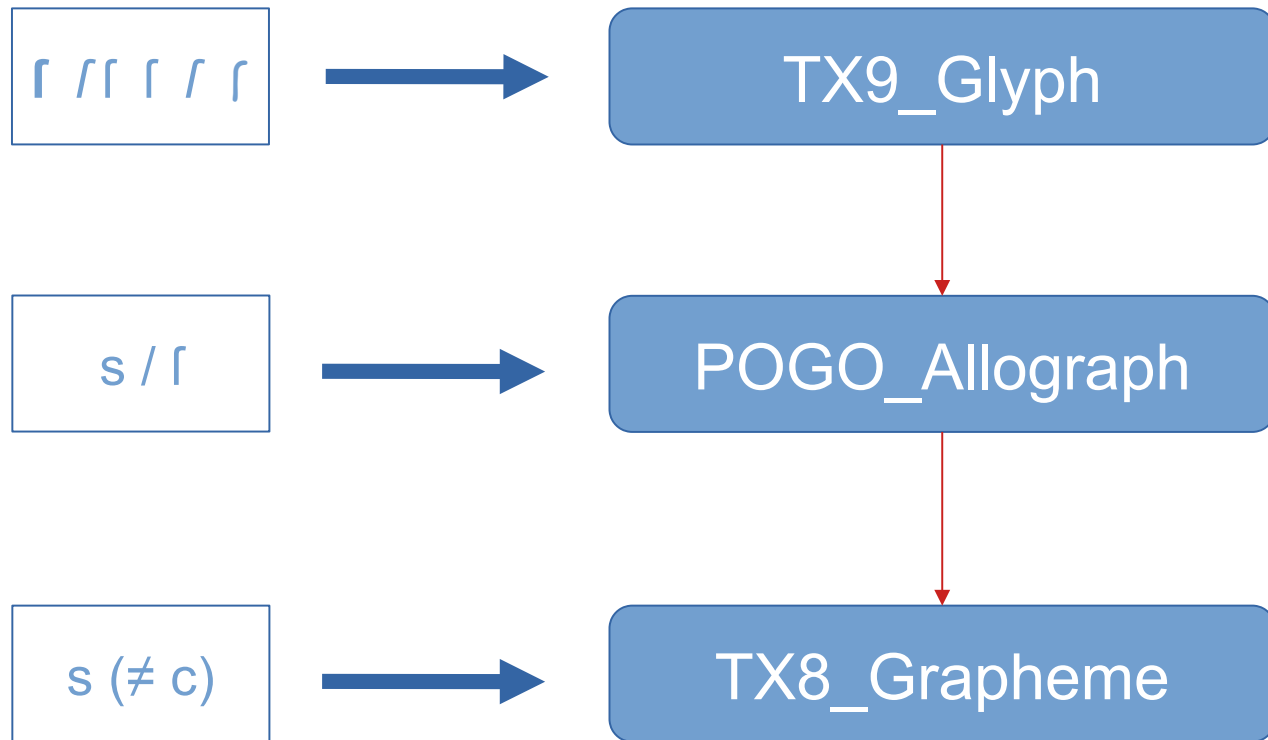 ſ ſ ſ ſ ſ ʃ
TX9_Glyph
s / ſ
POGO_Allograph
s (≠ c)
TX8_Grapheme